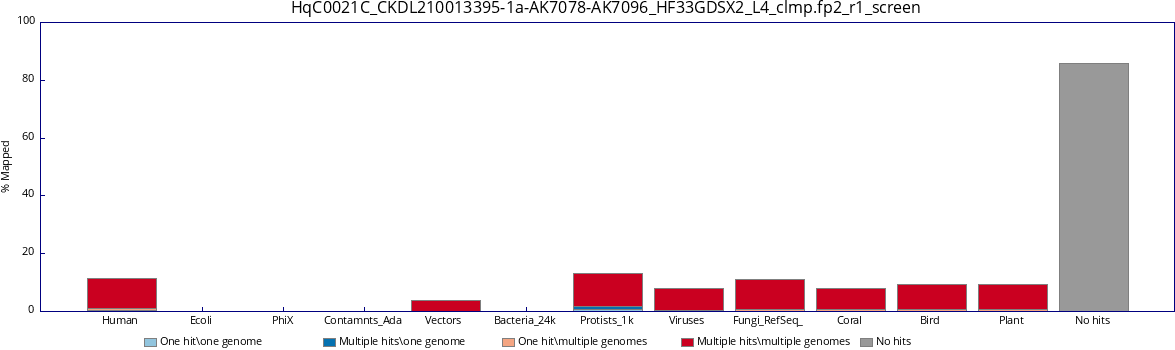 HqC0021C_CKDL210013395-1a-AK7078-AK7096_HF33GDSX2_L4_clmp.fp2_r1_screen
% Mapped
100
80
60
40
20
0
Human Ecoli PhiX Contamnts_Ada Vectors Bacteria_24k Protists_1k Viruses Fungi_RefSeq_ Coral Bird Plant No hits
One hit\one genome Multiple hits\one genome One hit\multiple genomes Multiple hits\multiple genomes No hits